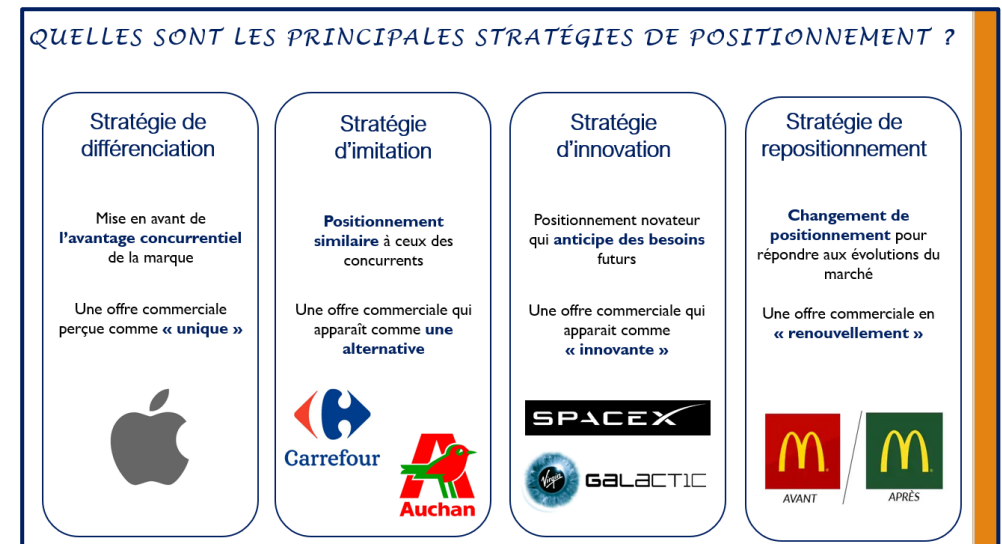 QUELLES SONT LES PRINCIPALES STRATÉGIES DE POSITIONNEMENT ?
Stratégie de
différenciation
Mise en avant de
l'avantage concurrentiel
de la marque
Une offre commerciale
perçue comme « unique »
Stratégie
d'imitation
Positionnement
similaire à ceux des
concurrents
Une offre commerciale qui
apparaît comme une
alternative
Carrefour
Auchan
Stratégie
d'innovation
Positionnement novateur
qui anticipe des besoins
futurs
Une offre commerciale qui
apparait comme
« innovante »
SPACEX
Virgin GALACTIC
Stratégie de
repositionnement
Changement de
positionnement pour
répondre aux évolutions du
marché
Une offre commerciale en
« renouvellement »
M M
AVANT APRÈS